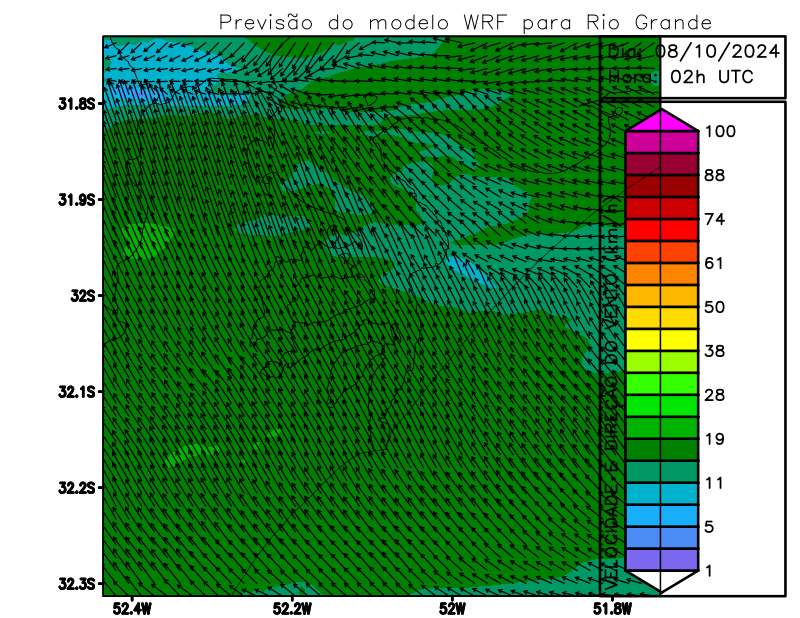 Previsão do modelo WRF para Rio Grande
Dia: 08/10/2024
Hora: 02h UTC
31.8S
31.9S
32S
32.1S
32.2S
32.3S
52.4W
52.2W
52W
51.8W
VELOCIDADE E DIREÇÃO DO VENTO (km/h)
100
88
74
61
50
38
28
19
11
5
1